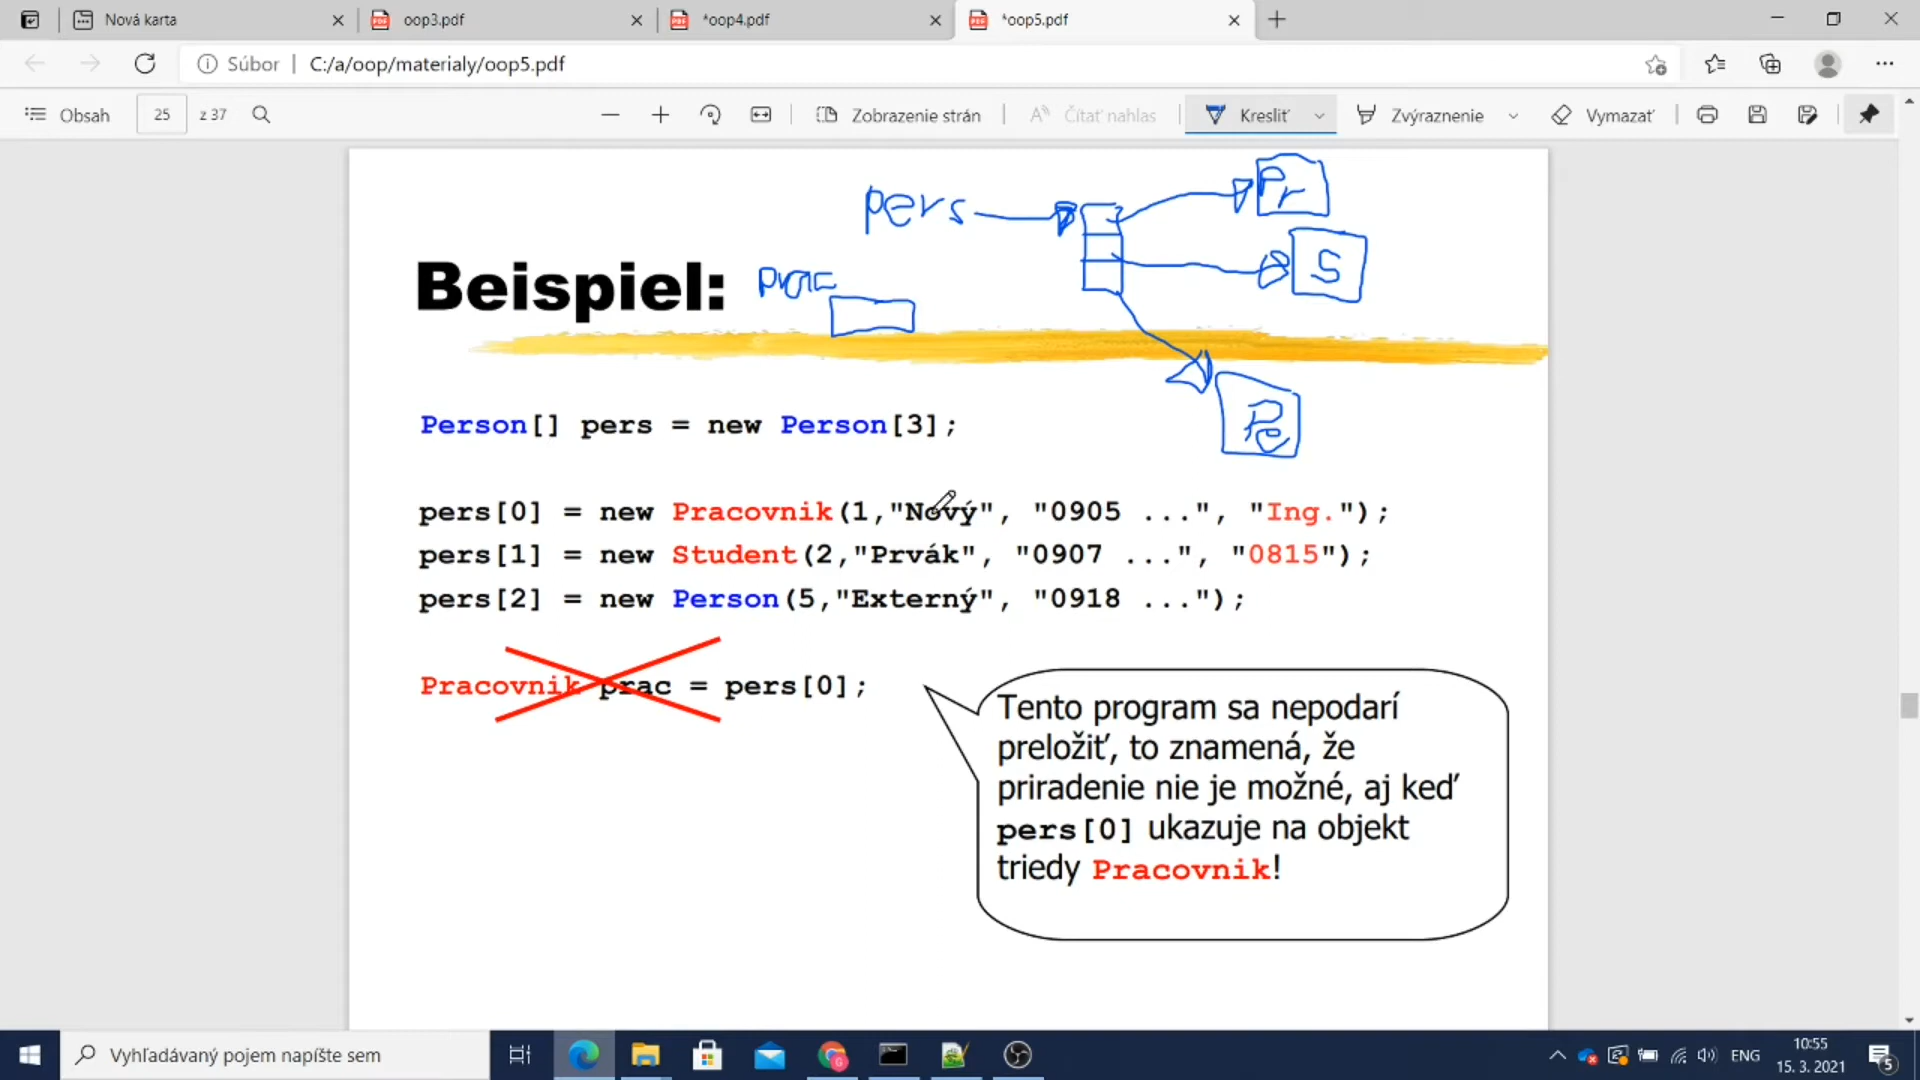 Nová karta
oop3.pdf
*oop4.pdf
*oop5.pdf
Súbor
C:/a/oop/materialy/oop5.pdf
Obsah
25
z 37
Zobrazenie strán
Čítať nahlas
Kresliť
Zvýraznenie
Vymazať
pers
Pr
S
prac
Pe
Beispiel:
Person[] pers = new Person[3];
pers[0] = new Pracovnik(1,"Nový", "0905 ...", "Ing.");
pers[1] = new Student(2,"Prvák", "0907 ...", "0815");
pers[2] = new Person(5,"Externý", "0918 ...");
Pracovnik prac = pers[0];
Tento program sa nepodarí
preložiť, to znamená, že
priradenie nie je možné, aj keď
pers[0] ukazuje na objekt
triedy Pracovnik!
Vyhľadávaný pojem napíšte sem
ENG
10:55
15. 3. 2021
5